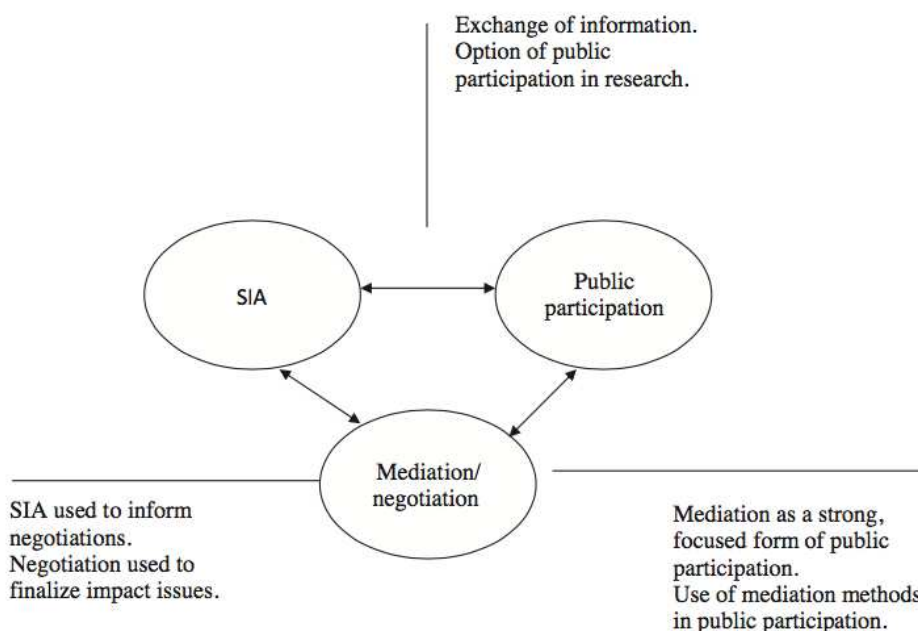 Exchange of information.
Option of public
participation in research.
SIA
Public
participation
Mediation/
negotiation
SIA used to inform
negotiations.
Negotiation used to
finalize impact issues.
Mediation as a strong,
focused form of public
participation.
Use of mediation methods
in public participation.